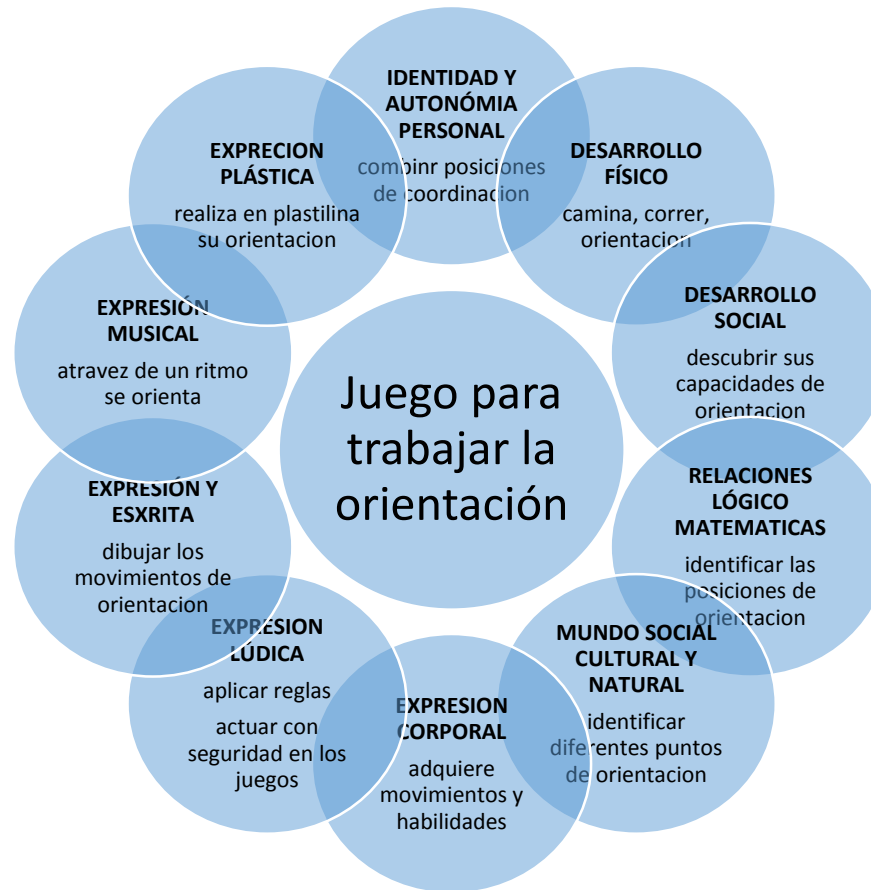 IDENTIDAD Y
AUTONÓMIA
PERSONAL
combinr posiciones
de coordinacion
DESARROLLO
FÍSICO
camina, correr,
orientacion
DESARROLLO
SOCIAL
descubrir sus
capacidades de
orientacion
RELACIONES
LÓGICO
MATEMATICAS
identificar las
posiciones de
orientacion
MUNDO SOCIAL
CULTURAL Y
NATURAL
identificar
diferentes puntos
de orientacion
EXPRESION
CORPORAL
adquiere
movimientos y
habilidades
EXPRESION
LÚDICA
aplicar reglas
actuar con
seguridad en los
juegos
EXPRESIÓN Y
ESXRITA
dibujar los
movimientos de
orientacion
EXPRESIÓN
MUSICAL
atravez de un ritmo
se orienta
EXPRECION
PLÁSTICA
realiza en plastilina
su orientacion
Juego para
trabajar la
orientación